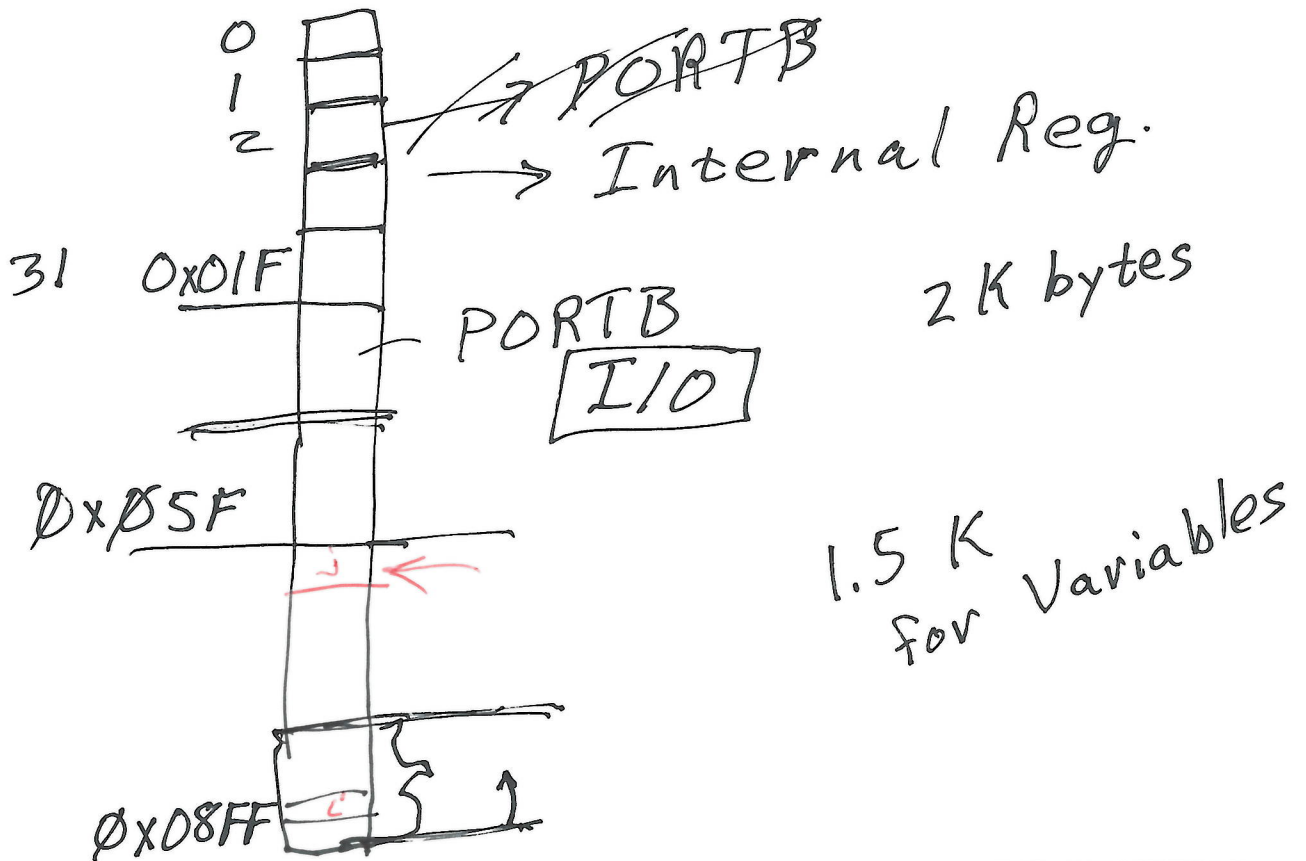 0
1
PORTB
2
Internal Reg.
31 0x01F
2K bytes
PORTB
I/O
0x05F
1.5 K
for Variables
0x08FF